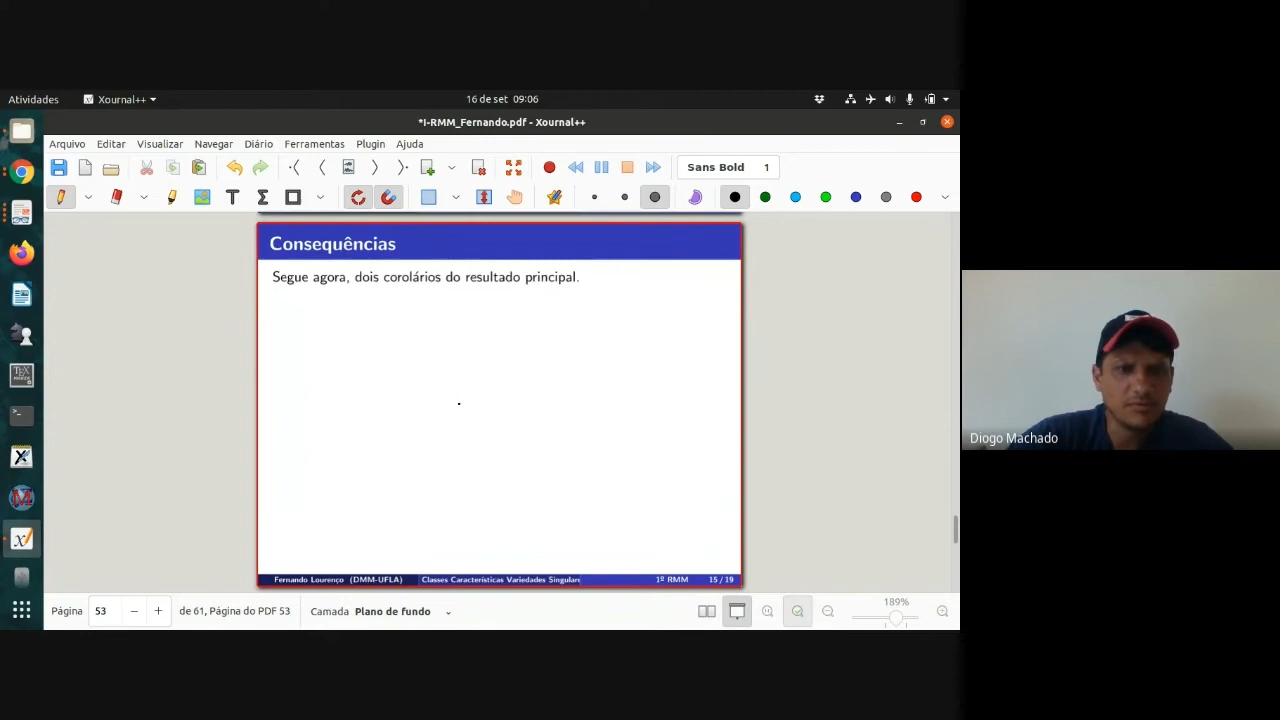 Atividades Xournal++ 16 de set 09:06
*I-RMM_Fernando.pdf - Xournal++
Arquivo Editar Visualizar Navegar Diário Ferramentas Plugin Ajuda
Sans Bold 1
Consequências
Segue agora, dois corolários do resultado principal.
Fernando Lourenço (DMM-UFLA) Classes Características Variedades Singulares 1º RMM 15 / 19
Página 53 de 61, Página do PDF 53 Camada Plano de fundo 189%
Diogo Machado